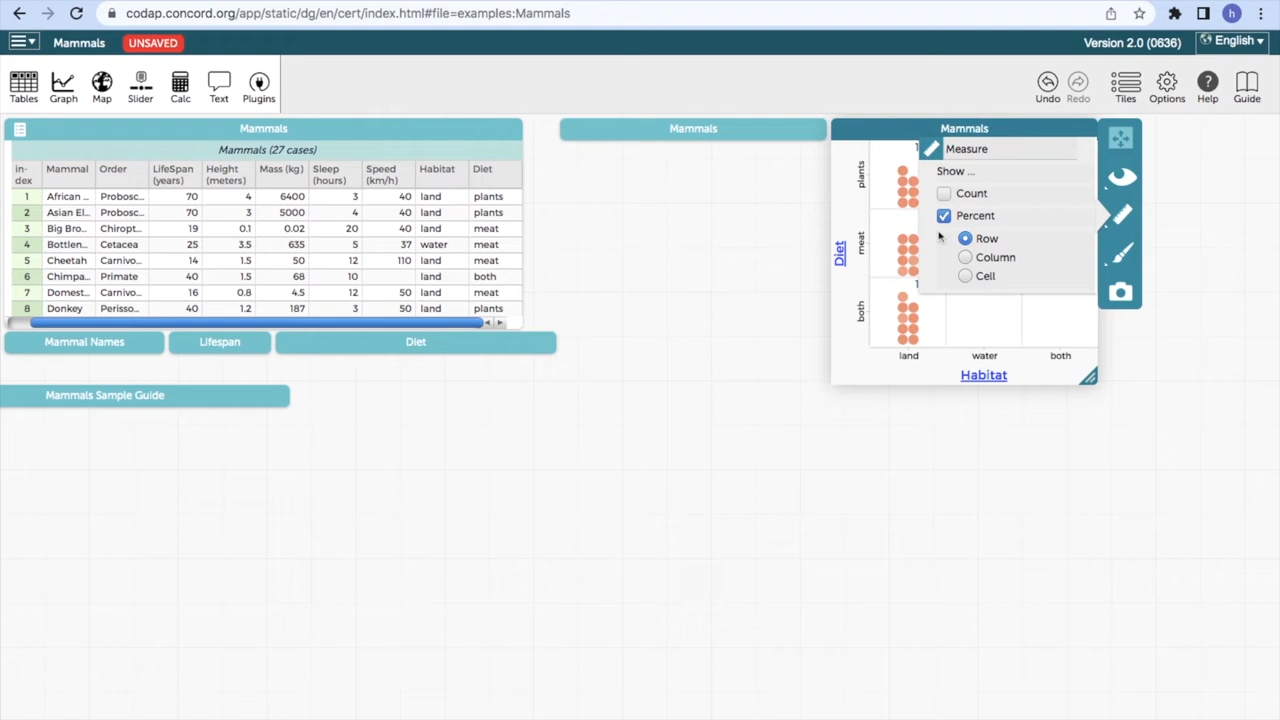 codap.concord.org/app/static/dg/en/cert/index.html#file=examples:Mammals
h
Mammals UNSAVED Version 2.0 (0636) English
Tables Graph Map Slider Calc Text Plugins Undo Redo Tiles Options Help Guide
Mammals
Mammals (27 cases)
in-dex Mammal Order LifeSpan (years) Height (meters) Mass (kg) Sleep (hours) Speed (km/h) Habitat Diet
1 African ... Probosc... 70 4 6400 3 40 land plants
2 Asian El... Probosc... 70 3 5000 4 40 land plants
3 Big Bro... Chiropt... 19 0.1 0.02 20 40 land meat
4 Bottlen... Cetacea 25 3.5 635 5 37 water meat
5 Cheetah Carnivo... 14 1.5 50 12 110 land meat
6 Chimpa... Primate 40 1.5 68 10 land both
7 Domest... Carnivo... 16 0.8 4.5 12 50 land meat
8 Donkey Perisso... 40 1.2 187 3 50 land plants
Mammal Names
Lifespan
Diet
Mammals Sample Guide
Mammals
Mammals
Measure
Show ...
Count
Percent
Row
Column
Cell
Diet
plants
meat
both
1
1
land water both
Habitat